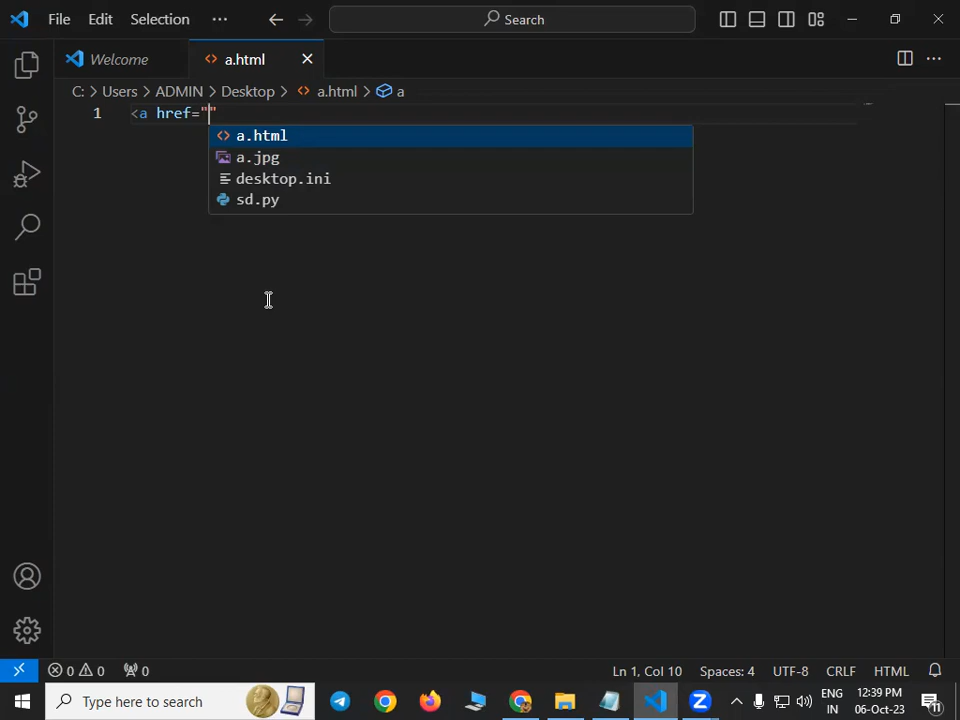 File Edit Selection ··· Search
Welcome a.html
C: > Users > ADMIN > Desktop > a.html > a
1 <a href=""
a.html
a.jpg
desktop.ini
sd.py
0 0 0 Ln 1, Col 10 Spaces: 4 UTF-8 CRLF HTML
Type here to search ENG 12:39 PM
IN 06-Oct-23 11